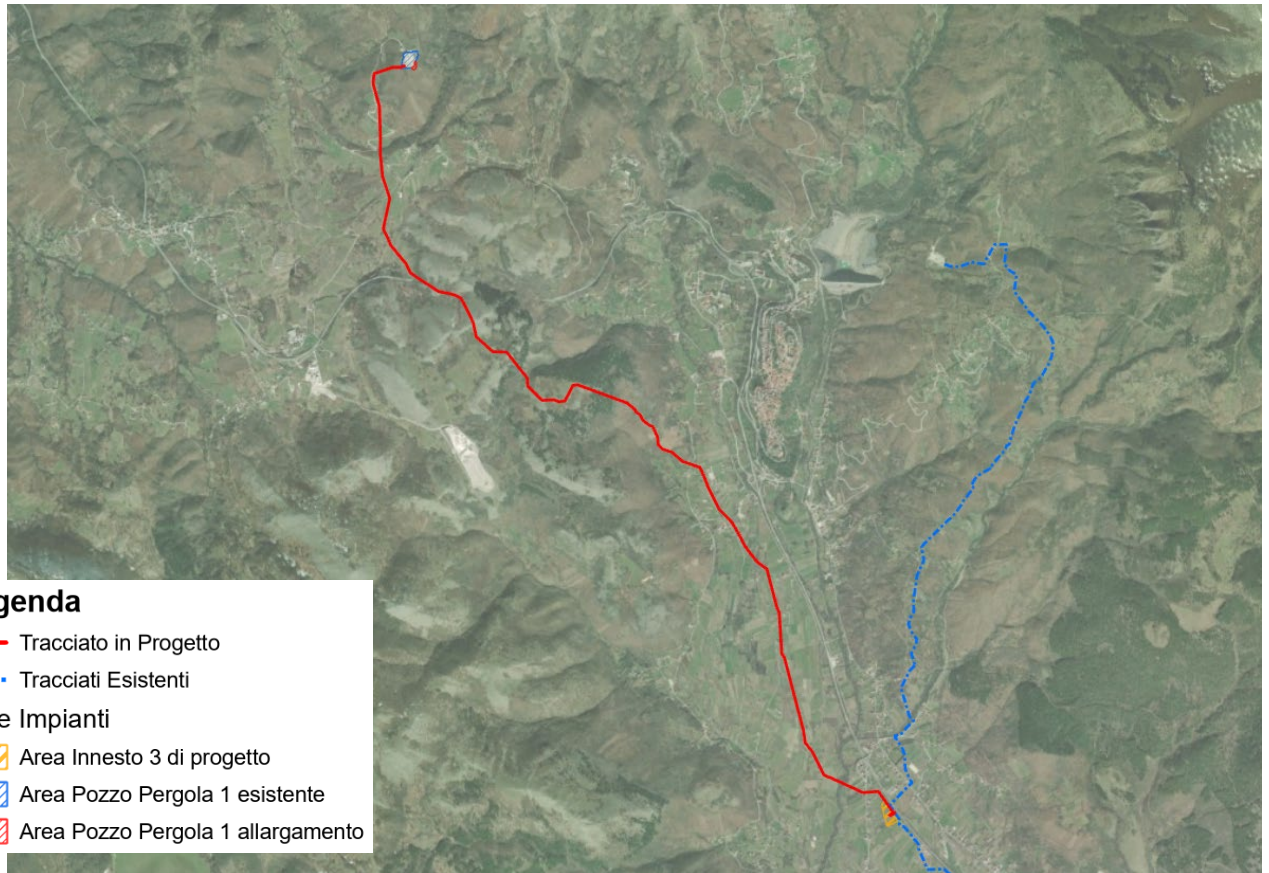 genda
Tracciato in Progetto
Tracciati Esistenti
e Impianti
Area Innesto 3 di progetto
Area Pozzo Pergola 1 esistente
Area Pozzo Pergola 1 allargamento